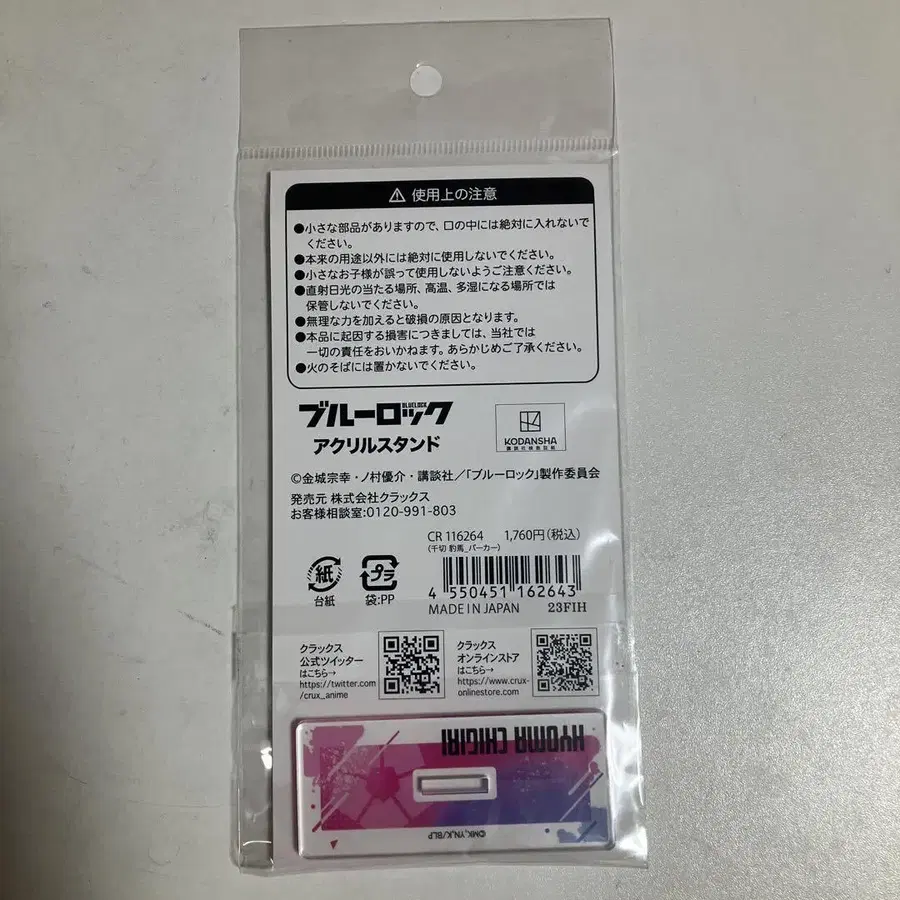 ⚠ 使用上の注意
●小さな部品がありますので、口の中には絶対に入れないで
ください。
●本来の用途以外には絶対に使用しないでください。
●小さなお子様が誤って使用しないようご注意ください。
●直射日光の当たる場所、高温、多湿になる場所では
保管しないでください。
●無理な力を加えると破損の原因となります。
●本品に起因する損害につきましては、当社では
一切の責任をおいかねます。あらかじめご了承ください。
●火のそばには置かないでください。
ブルーロック
BLUELOCK
アクリルスタンド
KODANSHA
©金城宗幸・ノ村優介・講談社／「ブルーロック」製作委員会
発売元 株式会社クラックス
お客様相談室:0120-991-803
CR 116264 1,760円(税込)
(千切 豹馬_パーカー)
紙
台紙
プラ
袋:PP
4 550451 162643
MADE IN JAPAN 23FIH
クラックス
公式ツイッター
はこちら→
https://twitter.com
/crux_anime
クラックス
オンラインストア
はこちら→
https://www.crux-
onlinestore.com
HYOMA CHIGIRI
©MK,YN,K/BLP